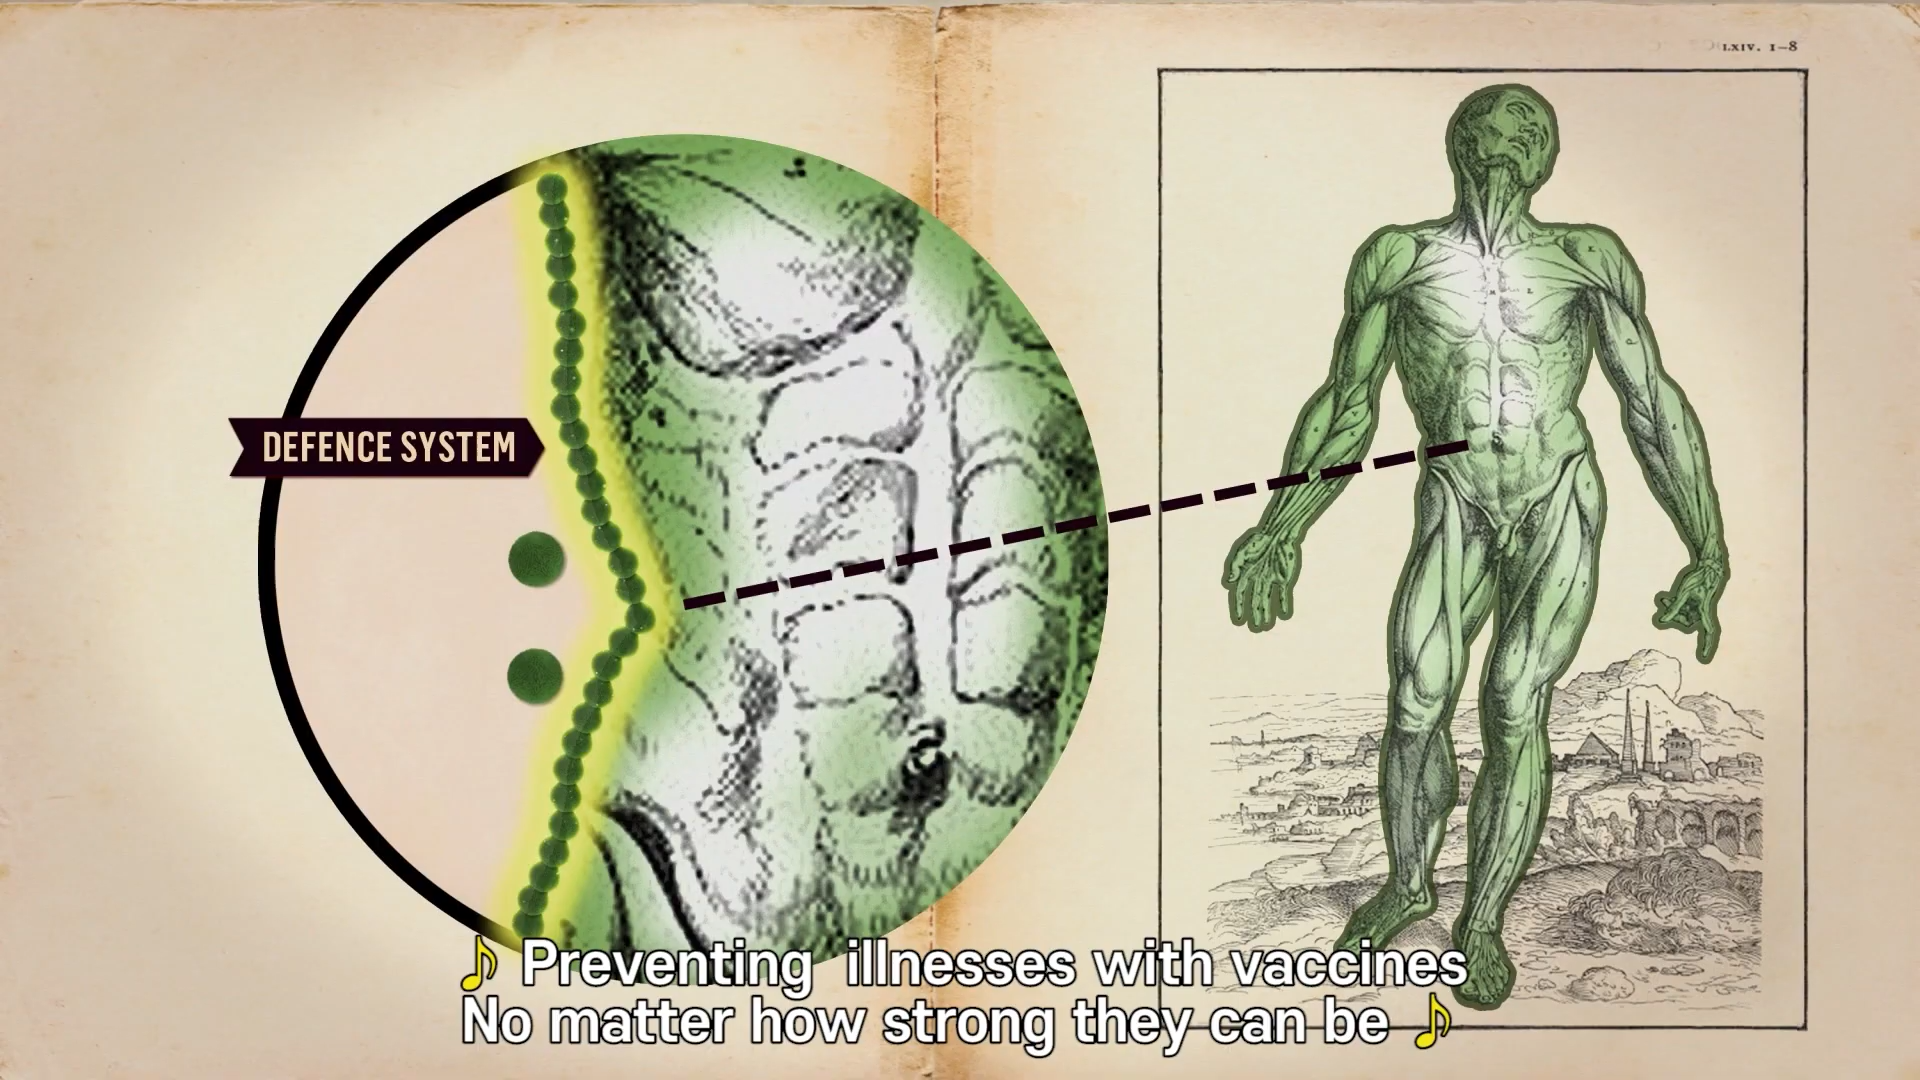 LXIV. 1–8
DEFENCE SYSTEM
♪ Preventing illnesses with vaccines
No matter how strong they can be ♪